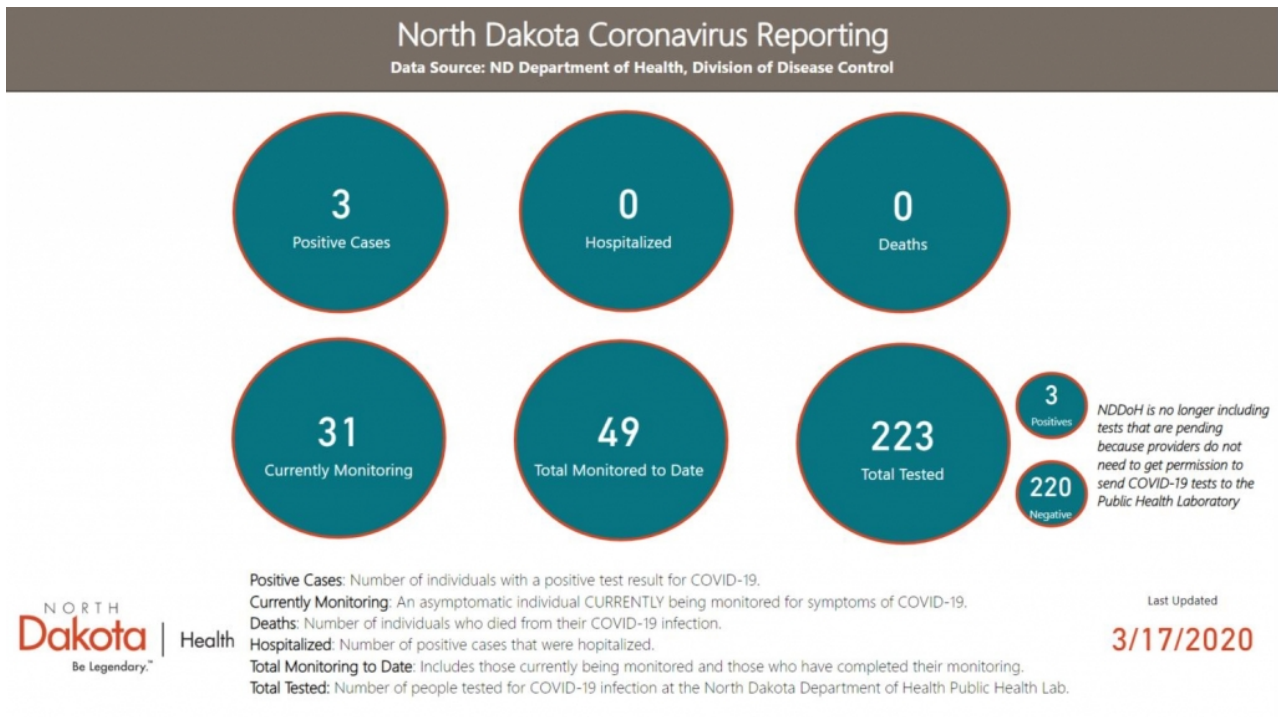 North Dakota Coronavirus Reporting
Data Source: ND Department of Health, Division of Disease Control
3
Positive Cases
0
Hospitalized
0
Deaths
31
Currently Monitoring
49
Total Monitored to Date
223
Total Tested
3
Positives
220
Negative
NDDoH is no longer including
tests that are pending
because providers do not
need to get permission to
send COVID-19 tests to the
Public Health Laboratory
Positive Cases: Number of individuals with a positive test result for COVID-19.
Currently Monitoring: An asymptomatic individual CURRENTLY being monitored for symptoms of COVID-19.
Deaths: Number of individuals who died from their COVID-19 infection.
Hospitalized: Number of positive cases that were hopitalized.
Total Monitoring to Date: Includes those currently being monitored and those who have completed their monitoring.
Total Tested: Number of people tested for COVID-19 infection at the North Dakota Department of Health Public Health Lab.
NORTH
Dakota | Health
Be Legendary.™
Last Updated
3/17/2020